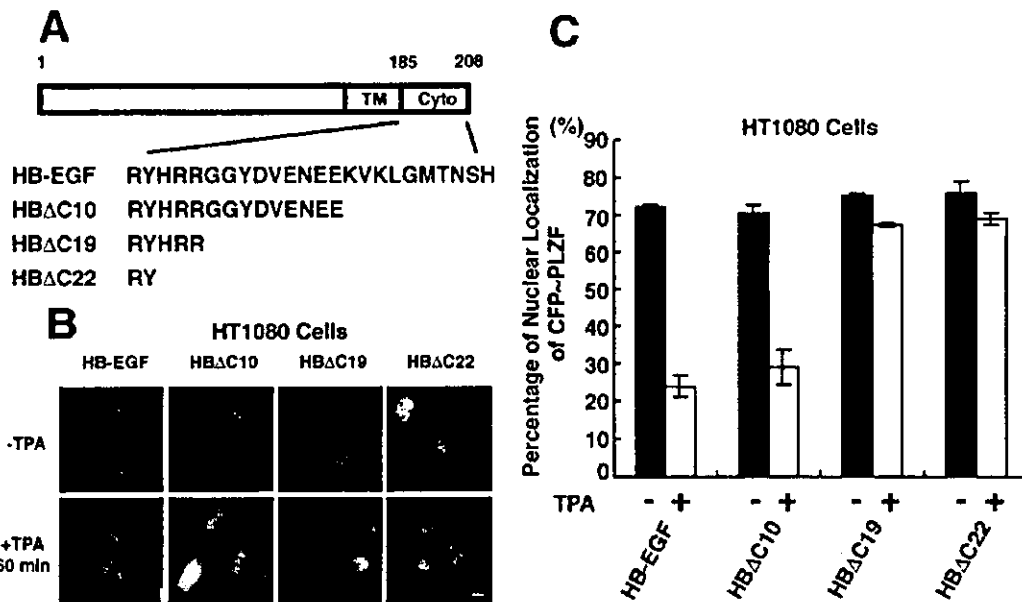 A
1 185 208
TM Cyto
HB-EGF RYHRRGGYDVENEEKVKLGMTNSH
HBΔC10 RYHRRGGYDVENEE
HBΔC19 RYHRR
HBΔC22 RY
B
HT1080 Cells
HB-EGF HBΔC10 HBΔC19 HBΔC22
-TPA
+TPA
60 min
C
(%)
HT1080 Cells
Percentage of Nuclear Localization
of CFP~PLZF
80
70
60
50
40
30
20
10
0
TPA - + - + - + - +
HB-EGF HBΔC10 HBΔC19 HBΔC22